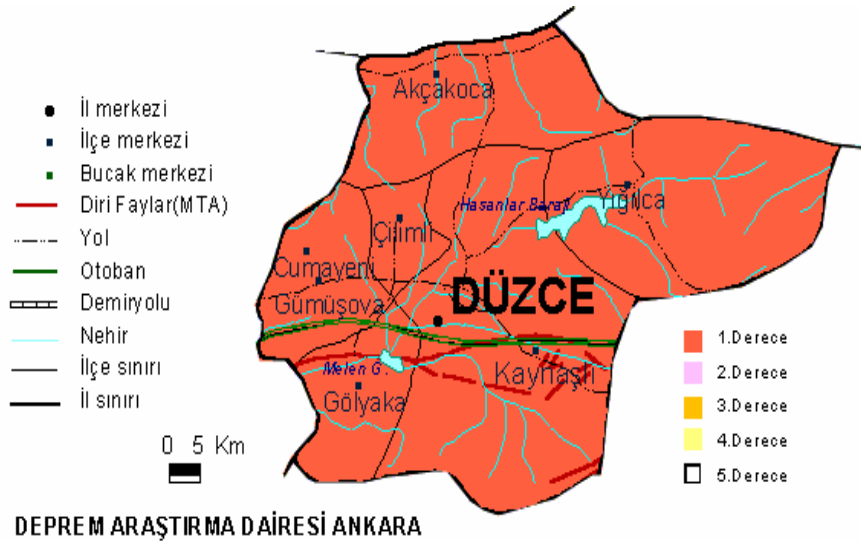 Akçakoca
İl merkezi
İlçe merkezi
Bucak merkezi
Diri Faylar(MTA)
Yol
Otoban
Demiryolu
Nehir
İlçe sınırı
İl sınırı
Hasanlar Barajı
Yığılca
Çilimli
Cumayeni
Gümüşova
DÜZCE
Melen G.
Kaynaşlı
Gölyaka
1.Derece
2.Derece
3.Derece
4.Derece
5.Derece
0 5 Km
DEPREM ARAŞTIRMA DAİRESİ ANKARA